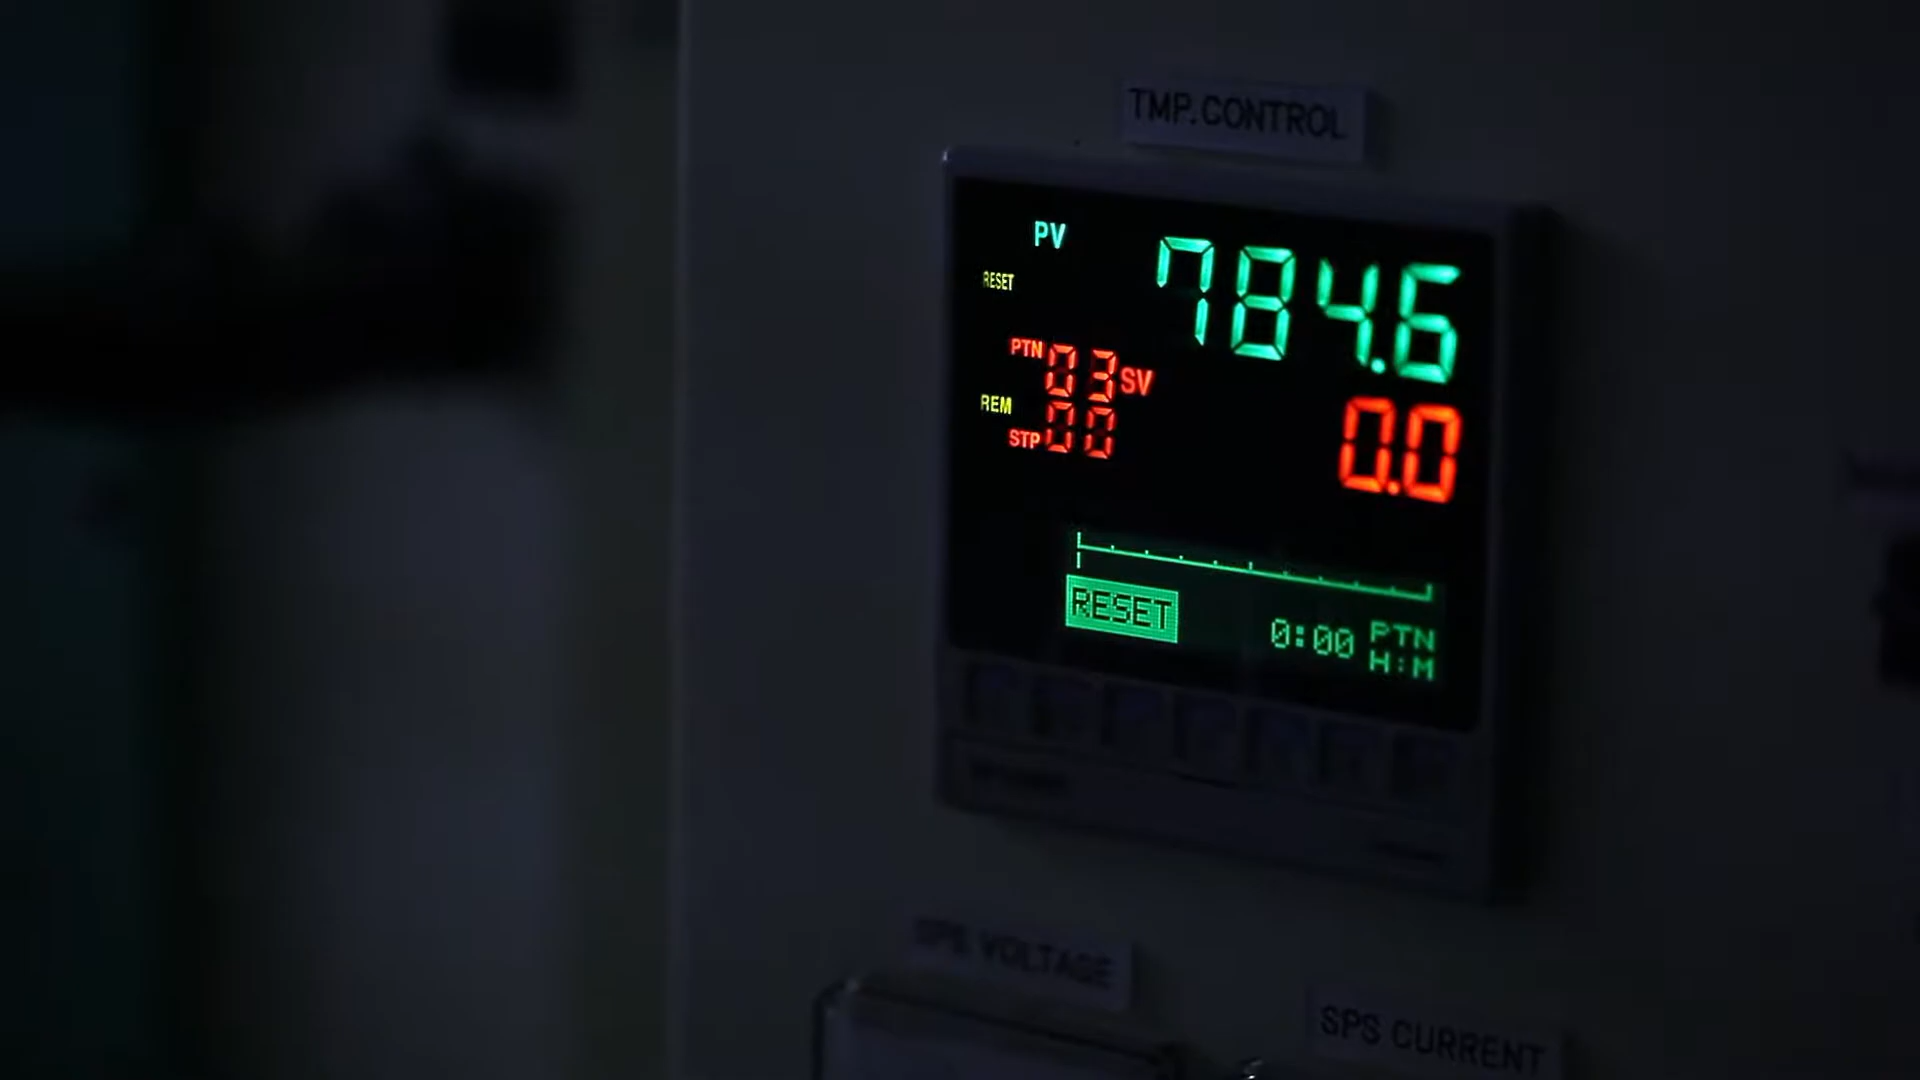 TMP.CONTROL
PV 784.6
RESET
PTN 03 SV 0.0
REM
STP 00
RESET 0:00 PTN
H:M
SPS VOLTAGE
SPS CURRENT